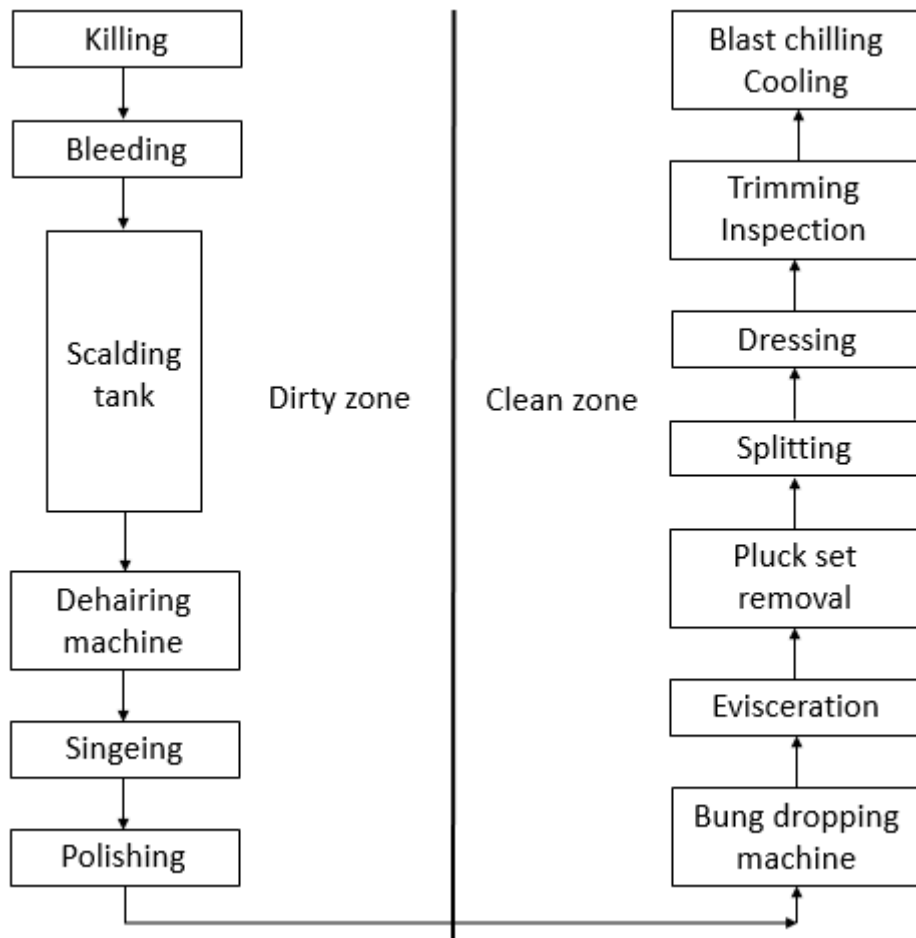 Killing
Bleeding
Scalding
tank
Dehairing
machine
Singeing
Polishing
Dirty zone
Clean zone
Blast chilling
Cooling
Trimming
Inspection
Dressing
Splitting
Pluck set
removal
Evisceration
Bung dropping
machine